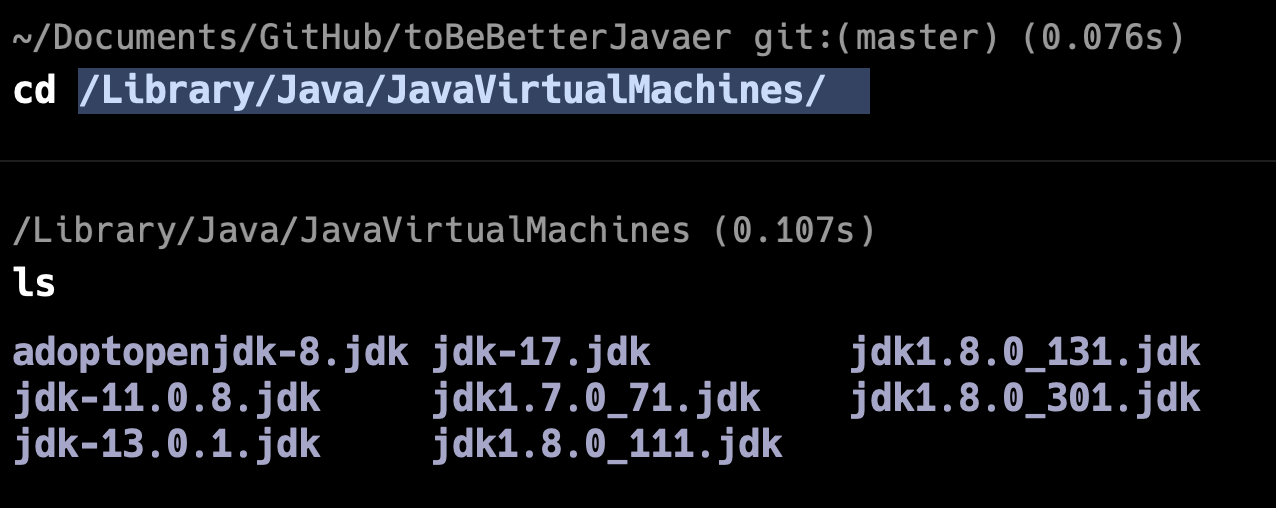 ~/Documents/GitHub/toBeBetterJavaer git:(master) (0.076s)
cd /Library/Java/JavaVirtualMachines/
/Library/Java/JavaVirtualMachines (0.107s)
ls
adoptopenjdk-8.jdk jdk-17.jdk jdk1.8.0_131.jdk
jdk-11.0.8.jdk jdk1.7.0_71.jdk jdk1.8.0_301.jdk
jdk-13.0.1.jdk jdk1.8.0_111.jdk